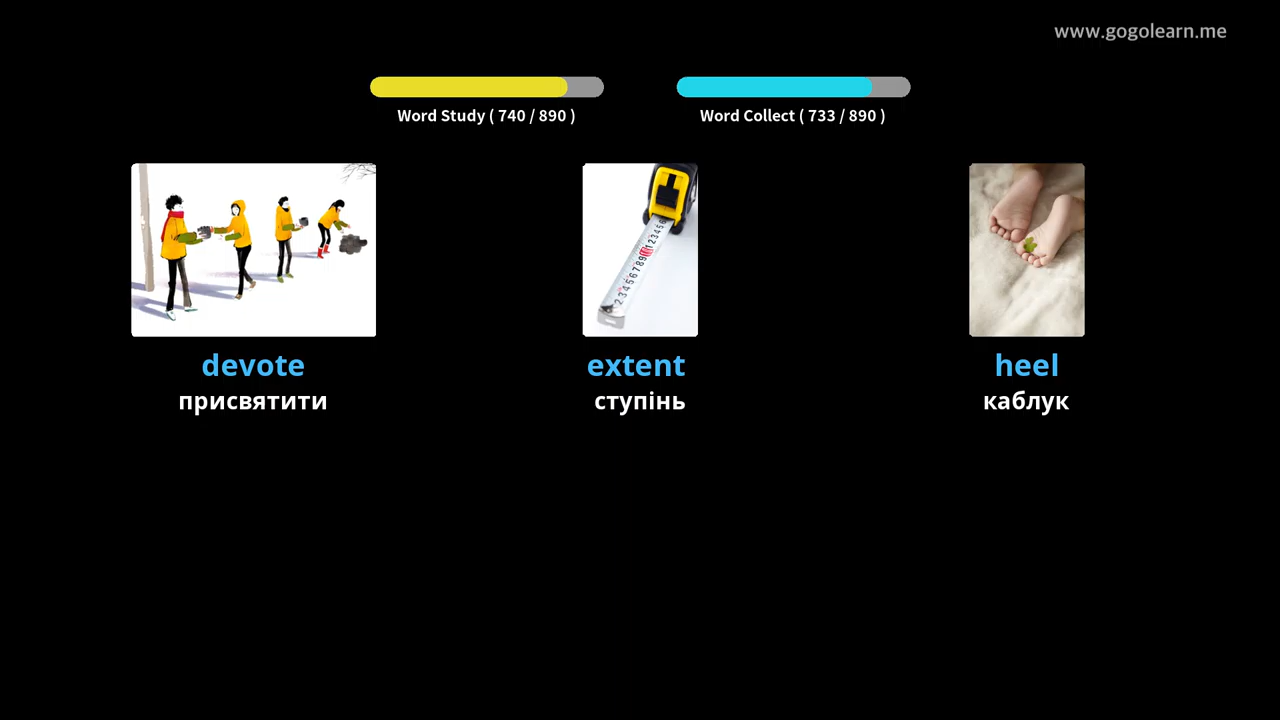 www.gogolearn.me
Word Study ( 740 / 890 )
Word Collect ( 733 / 890 )
devote
присвятити
extent
ступінь
heel
каблук